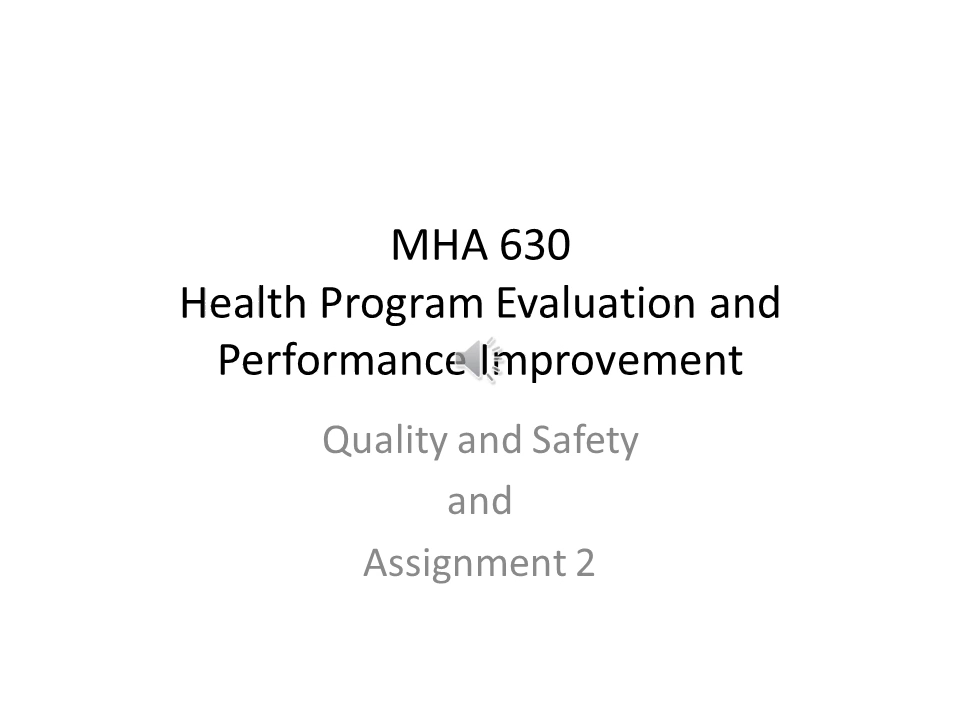 MHA 630
Health Program Evaluation and
Performance Improvement
Quality and Safety
and
Assignment 2